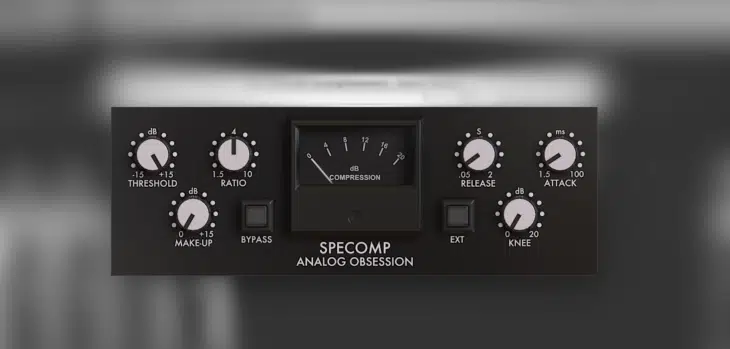 dB
-15 +15
THRESHOLD
4
1.5 10
RATIO
dB
0 +15
MAKE-UP
BYPASS
0 4 8 12 16 20
dB
COMPRESSION
S
.05 2
RELEASE
ms
1.5 100
ATTACK
EXT
dB
0 20
KNEE
SPECOMP
ANALOG OBSESSION